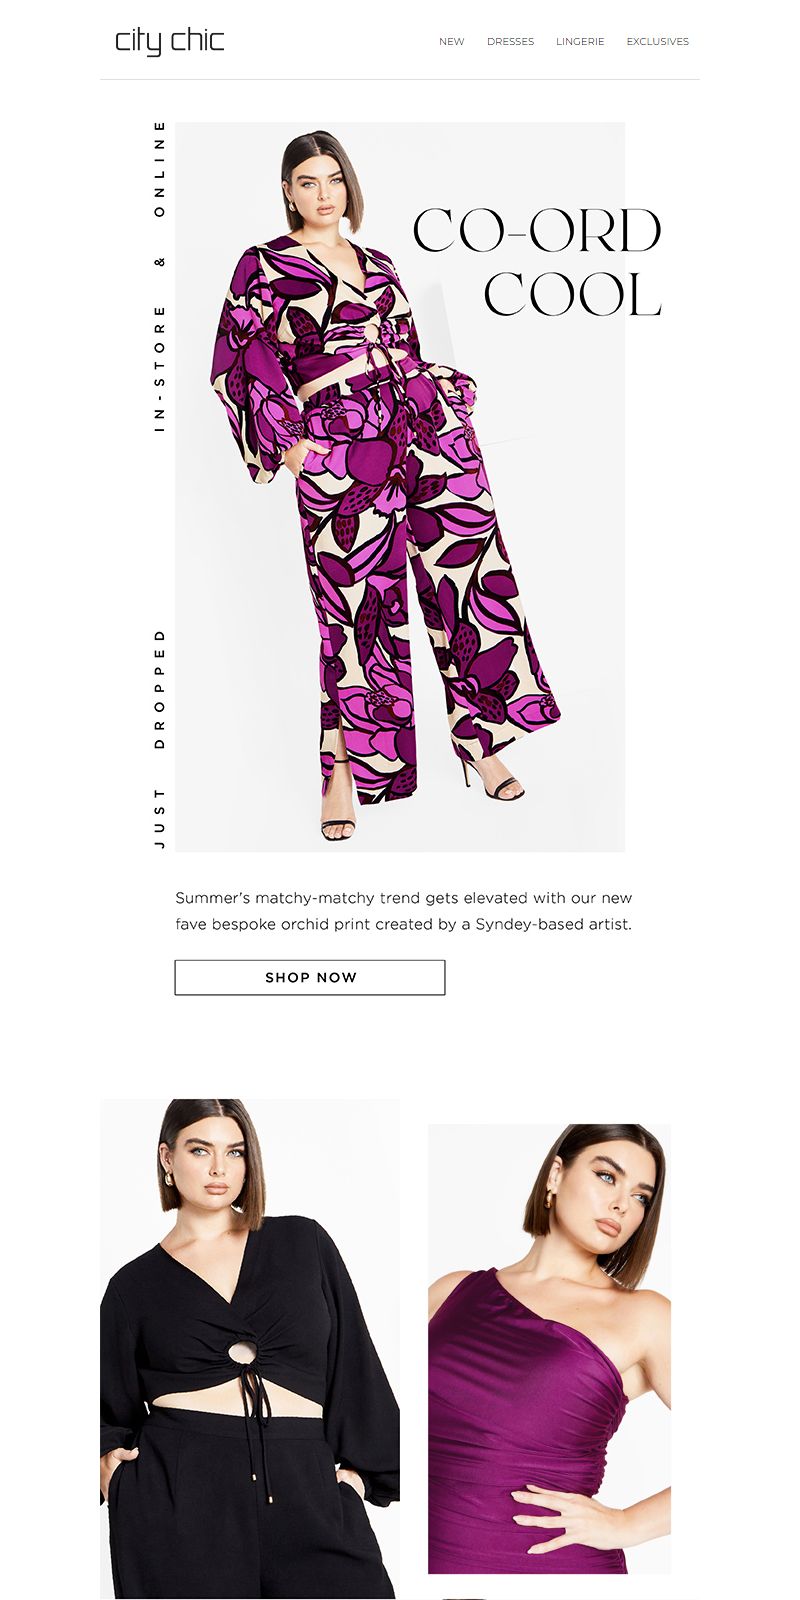 city chic
NEW DRESSES LINGERIE EXCLUSIVES
JUST DROPPED IN-STORE & ONLINE
CO-ORD
COOL
Summer's matchy-matchy trend gets elevated with our new
fave bespoke orchid print created by a Syndey-based artist.
SHOP NOW